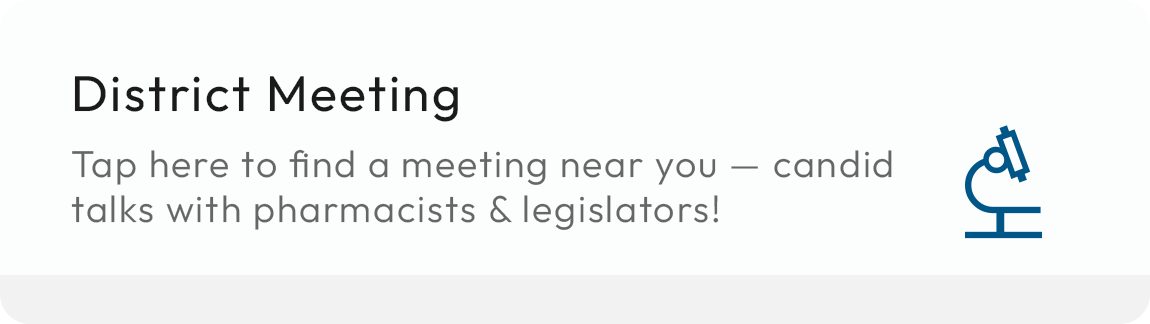 District Meeting
Tap here to find a meeting near you — candid
talks with pharmacists & legislators!